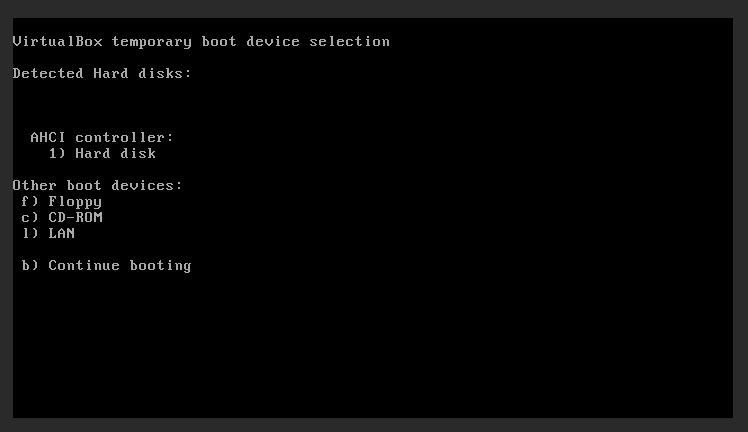 VirtualBox temporary boot device selection
Detected Hard disks:
AHCI controller:
1) Hard disk
Other boot devices:
f) Floppy
c) CD-ROM
l) LAN
b) Continue booting